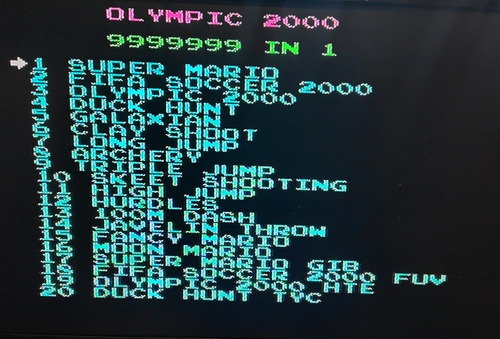 OLYMPIC 2000
9999999 IN 1
1 SUPER MARIO
2 FIFA SOCCER 2000
3 OLYMPIC 2000
4 DUCK HUNT
5 GALAXIAN
6 CLAY SHOOT
7 LONG JUMP
8 ARCHERY
9 TRIPLE JUMP
10 SKEET SHOOTING
11 HIGH JUMP
12 HURDLES
13 100M DASH
14 JAVELIN THROW
15 FANCY MARIO
16 MOON MARIO
17 SUPER MARIO GIB
18 FIFA SOCCER 2000 FUV
19 OLYMPIC 2000 HTE
20 DUCK HUNT TYC